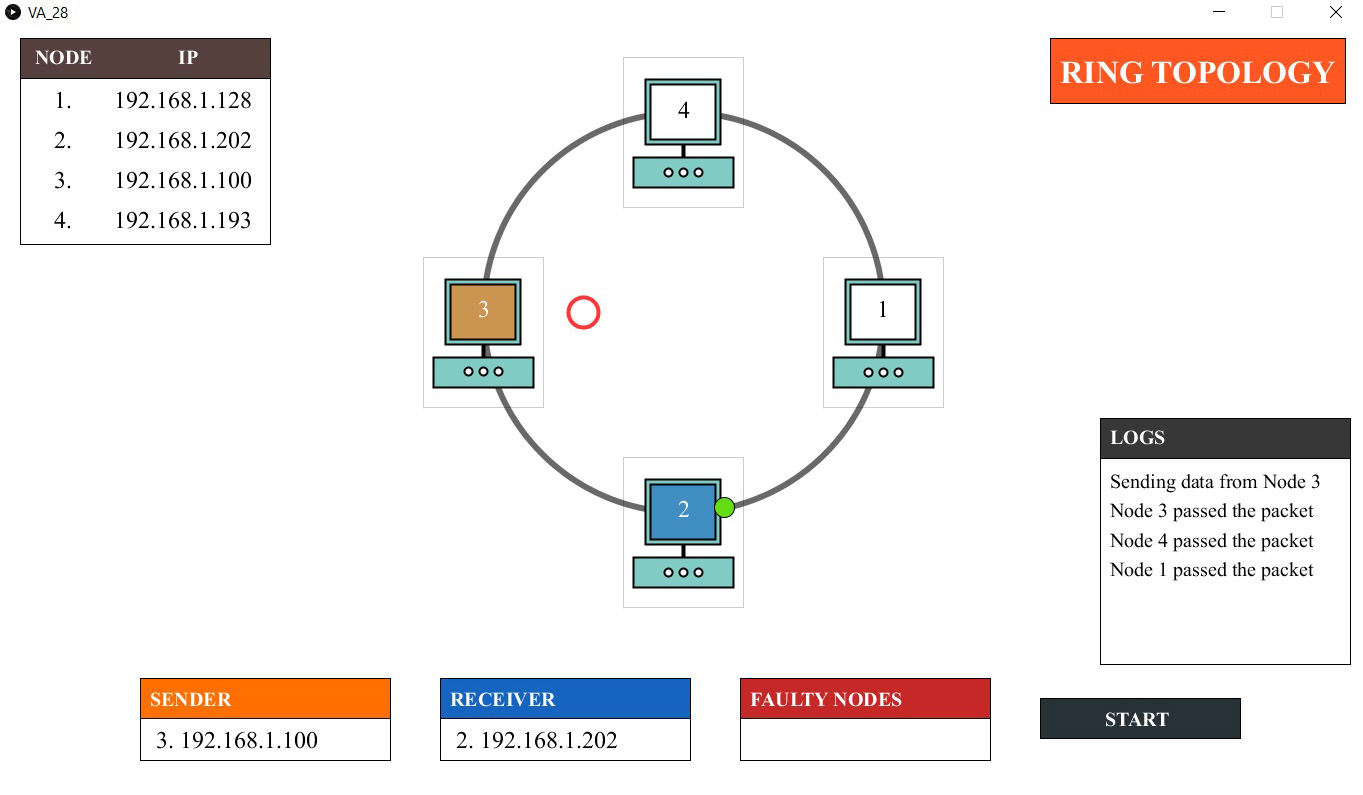 VA_28
NODE IP
1. 192.168.1.128
2. 192.168.1.202
3. 192.168.1.100
4. 192.168.1.193
RING TOPOLOGY
4
3
1
2
LOGS
Sending data from Node 3
Node 3 passed the packet
Node 4 passed the packet
Node 1 passed the packet
SENDER
3. 192.168.1.100
RECEIVER
2. 192.168.1.202
FAULTY NODES
START